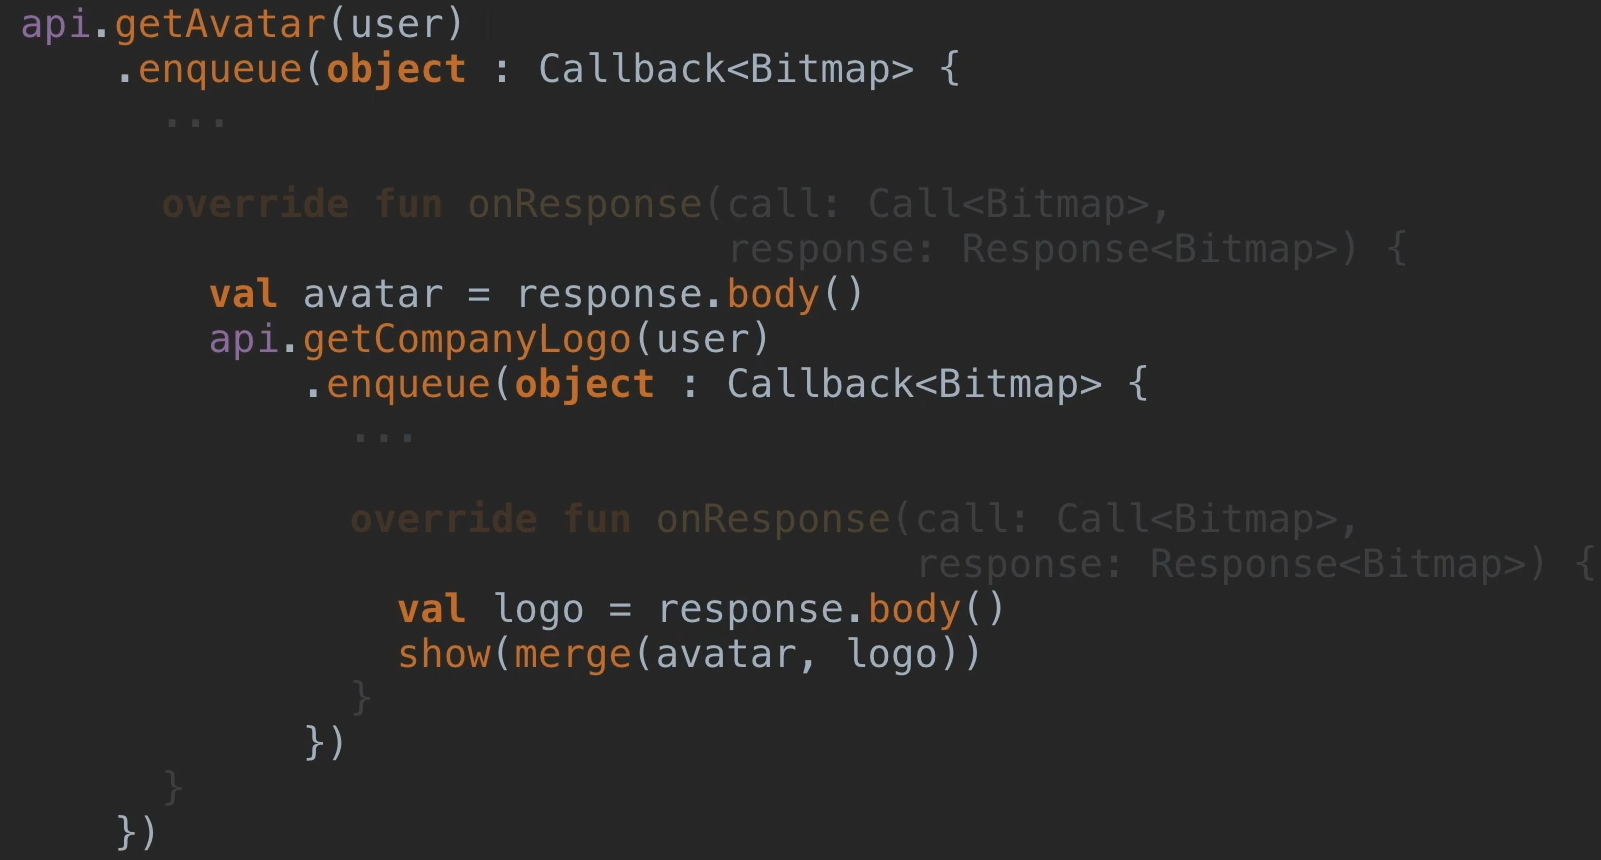 api.getAvatar(user)
.enqueue(object : Callback<Bitmap> {
...
override fun onResponse(call: Call<Bitmap>,
response: Response<Bitmap>) {
val avatar = response.body()
api.getCompanyLogo(user)
.enqueue(object : Callback<Bitmap> {
...
override fun onResponse(call: Call<Bitmap>,
response: Response<Bitmap>) {
val logo = response.body()
show(merge(avatar, logo))
}
})
}
})